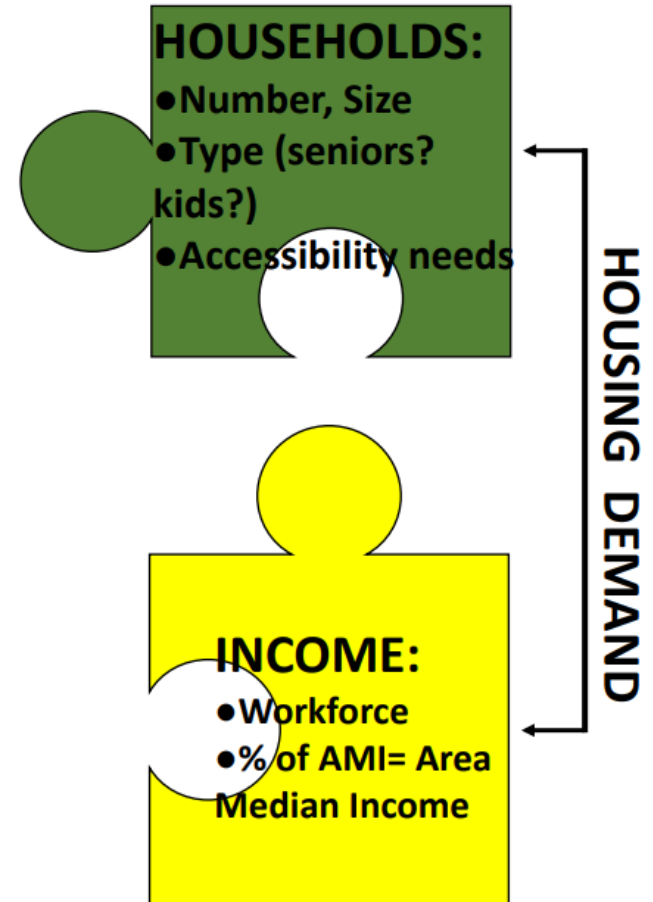 HOUSEHOLDS:
●Number, Size
●Type (seniors?
kids?)
●Accessibility needs
HOUSING DEMAND
INCOME:
●Workforce
●% of AMI= Area
Median Income